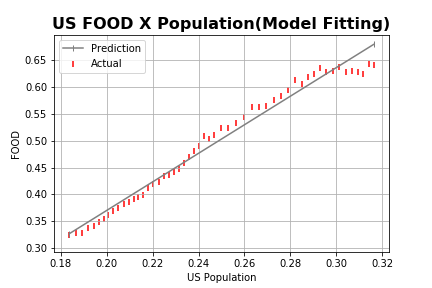 US FOOD X Population(Model Fitting)
Prediction
Actual
FOOD
0.65
0.60
0.55
0.50
0.45
0.40
0.35
0.30
0.18 0.20 0.22 0.24 0.26 0.28 0.30 0.32
US Population